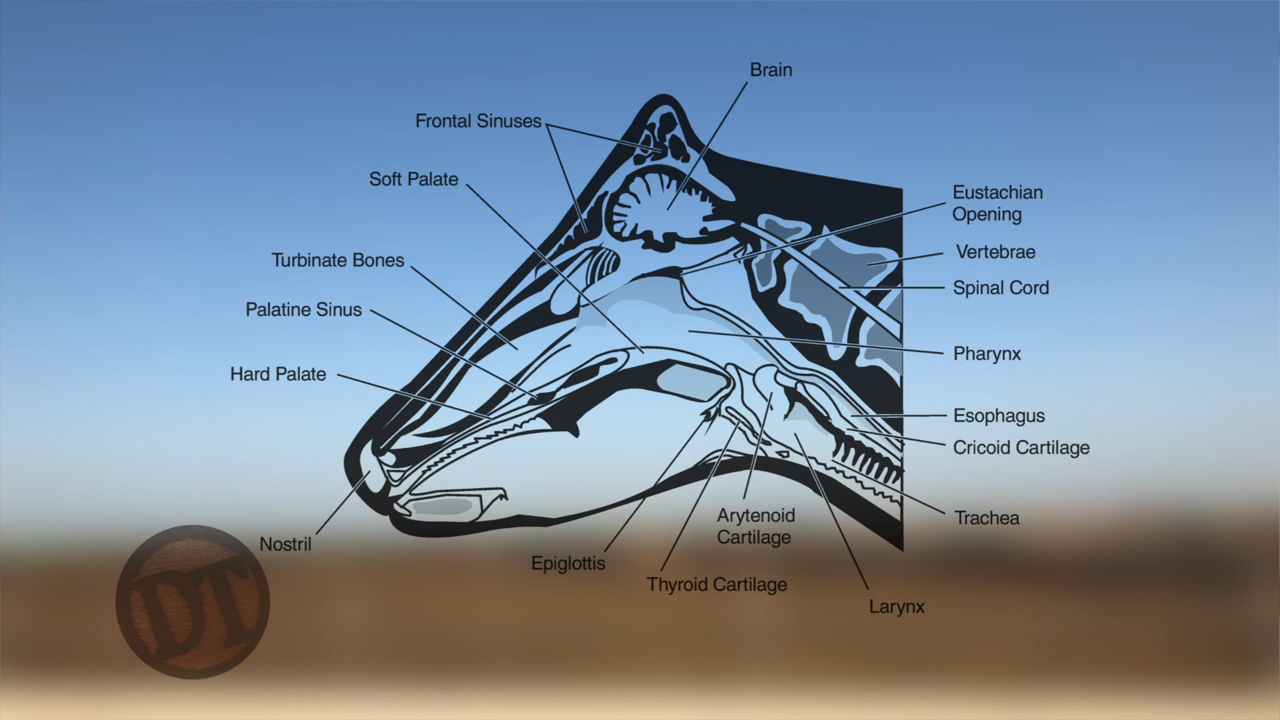 Brain
Frontal Sinuses
Soft Palate
Eustachian
Opening
Vertebrae
Turbinate Bones
Spinal Cord
Palatine Sinus
Pharynx
Hard Palate
Esophagus
Cricoid Cartilage
Arytenoid
Cartilage
Trachea
Nostril
Epiglottis
Thyroid Cartilage
Larynx
DT